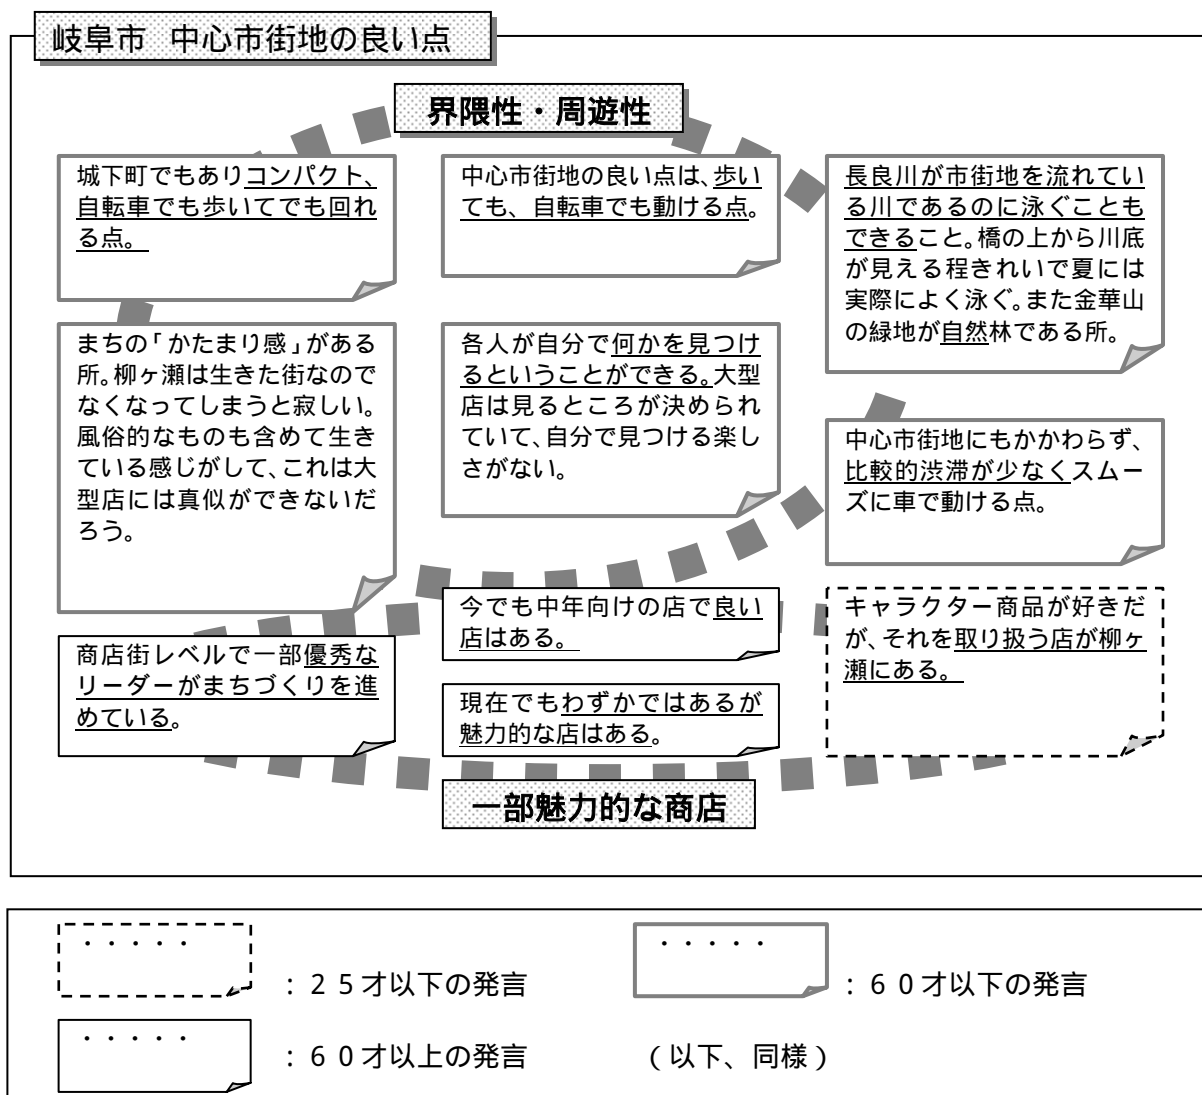 岐阜市 中心市街地の良い点
界隈性・周遊性
城下町でもありコンパクト、
自転車でも歩いてでも回れ
る点。
中心市街地の良い点は、歩い
ても、自転車でも動ける点。
長良川が市街地を流れてい
る川であるのに泳ぐことも
できること。橋の上から川底
が見える程きれいで夏には
実際によく泳ぐ。また金華山
の緑地が自然林である所。
まちの「かたまり感」がある
所。柳ヶ瀬は生きた街なので
なくなってしまうと寂しい。
風俗的なものも含めて生き
ている感じがして、これは大
型店には真似ができないだ
ろう。
各人が自分で何かを見つけ
るということができる。大型
店は見るところが決められ
ていて、自分で見つける楽し
さがない。
中心市街地にもかかわらず、
比較的渋滞が少なくスムー
ズに車で動ける点。
商店街レベルで一部優秀な
リーダーがまちづくりを進
めている。
今でも中年向けの店で良い
店はある。
現在でもわずかではあるが
魅力的な店はある。
キャラクター商品が好きだ
が、それを取り扱う店が柳ヶ
瀬にある。
一部魅力的な商店
・・・・・
：２５才以下の発言
・・・・・
：６０才以下の発言
・・・・・
：６０才以上の発言
（以下、同様）